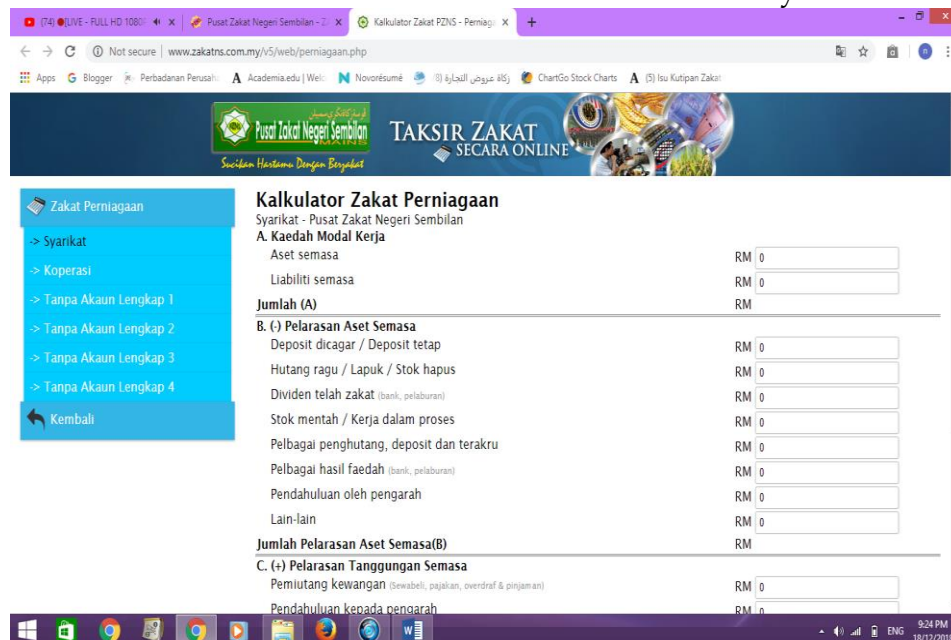 (74) LIVE - FULL HD 1080
Pusat Zakat Negeri Sembilan - Z
Kalkulator Zakat PZNS - Perniaga
Not secure | www.zakatns.com.my/v5/web/perniagaan.php
Apps Blogger Perbadanan Perusah Academia.edu | Welc Novorésumé (8) زكاة عروض التجارة ChartGo Stock Charts (5) Isu Kutipan Zakat
Pusat Zakat Negeri Sembilan
MAINS
Sucikan Hartamu Dengan Berzakat
TAKSIR ZAKAT
SECARA ONLINE
Zakat Perniagaan
-> Syarikat
-> Koperasi
-> Tanpa Akaun Lengkap 1
-> Tanpa Akaun Lengkap 2
-> Tanpa Akaun Lengkap 3
-> Tanpa Akaun Lengkap 4
Kembali
Kalkulator Zakat Perniagaan
Syarikat - Pusat Zakat Negeri Sembilan
A. Kaedah Modal Kerja
Aset semasa RM 0
Liabiliti semasa RM 0
Jumlah (A) RM
B. (-) Pelarasan Aset Semasa
Deposit dicagar / Deposit tetap RM 0
Hutang ragu / Lapuk / Stok hapus RM 0
Dividen telah zakat (bank, pelaburan) RM 0
Stok mentah / Kerja dalam proses RM 0
Pelbagai penghutang, deposit dan terakru RM 0
Pelbagai hasil faedah (bank, pelaburan) RM 0
Pendahuluan oleh pengarah RM 0
Lain-lain RM 0
Jumlah Pelarasan Aset Semasa(B) RM
C. (+) Pelarasan Tanggungan Semasa
Pemiutang kewangan (Sewabeli, pajakan, overdraf & pinjaman) RM 0
Pendahuluan kepada pengarah RM 0
ENG
9:24 PM
18/12/201